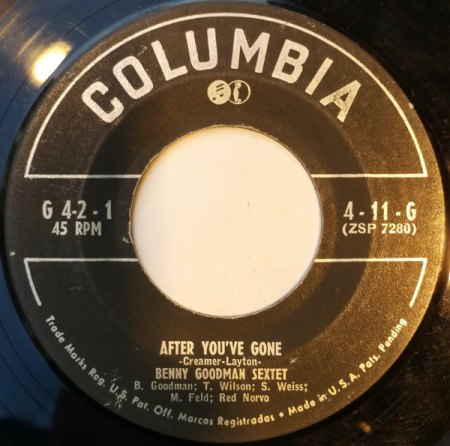 COLUMBIA
G 4-2-1
45 RPM
4-11-G
(ZSP 7280)
AFTER YOU'VE GONE
-Creamer-Layton-
BENNY GOODMAN SEXTET
B. Goodman; T. Wilson; S. Weiss;
M. Feld; Red Norvo
Trade Marks Reg. U.S. Pat. Off. Marcas Registradas • Made in U.S.A. Pats. Pending